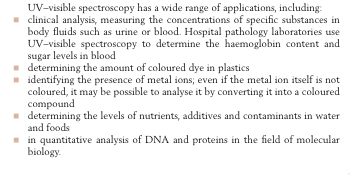 UV–visible spectroscopy has a wide range of applications, including:
■ clinical analysis, measuring the concentrations of specific substances in
body fluids such as urine or blood. Hospital pathology laboratories use
UV–visible spectroscopy to determine the haemoglobin content and
sugar levels in blood
■ determining the amount of coloured dye in plastics
■ identifying the presence of metal ions; even if the metal ion itself is not
coloured, it may be possible to analyse it by converting it into a coloured
compound
■ determining the levels of nutrients, additives and contaminants in water
and foods
■ in quantitative analysis of DNA and proteins in the field of molecular
biology.